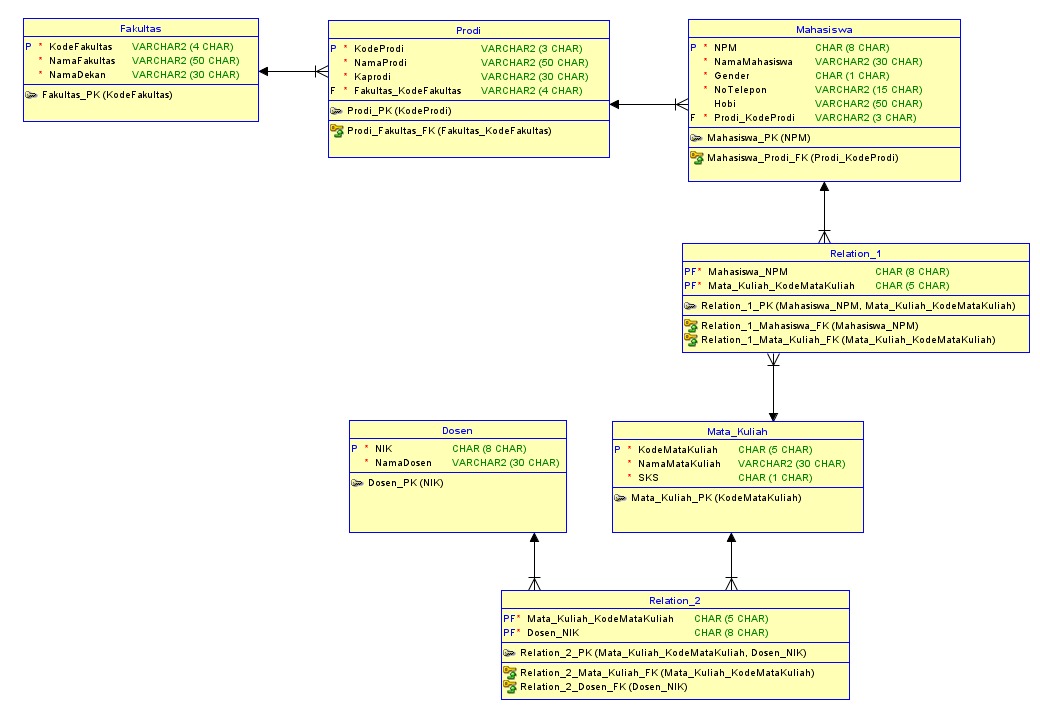 Fakultas
P * KodeFakultas VARCHAR2 (4 CHAR)
* NamaFakultas VARCHAR2 (50 CHAR)
* NamaDekan VARCHAR2 (30 CHAR)
Fakultas_PK (KodeFakultas)
Prodi
P * KodeProdi VARCHAR2 (3 CHAR)
* NamaProdi VARCHAR2 (50 CHAR)
* Kaprodi VARCHAR2 (30 CHAR)
F * Fakultas_KodeFakultas VARCHAR2 (4 CHAR)
Prodi_PK (KodeProdi)
Prodi_Fakultas_FK (Fakultas_KodeFakultas)
Mahasiswa
P * NPM CHAR (8 CHAR)
* NamaMahasiswa VARCHAR2 (30 CHAR)
* Gender CHAR (1 CHAR)
* NoTelepon VARCHAR2 (15 CHAR)
Hobi VARCHAR2 (50 CHAR)
F * Prodi_KodeProdi VARCHAR2 (3 CHAR)
Mahasiswa_PK (NPM)
Mahasiswa_Prodi_FK (Prodi_KodeProdi)
Relation_1
PF* Mahasiswa_NPM CHAR (8 CHAR)
PF* Mata_Kuliah_KodeMataKuliah CHAR (5 CHAR)
Relation_1_PK (Mahasiswa_NPM, Mata_Kuliah_KodeMataKuliah)
Relation_1_Mahasiswa_FK (Mahasiswa_NPM)
Relation_1_Mata_Kuliah_FK (Mata_Kuliah_KodeMataKuliah)
Dosen
P * NIK CHAR (8 CHAR)
* NamaDosen VARCHAR2 (30 CHAR)
Dosen_PK (NIK)
Mata_Kuliah
P * KodeMataKuliah CHAR (5 CHAR)
* NamaMataKuliah VARCHAR2 (30 CHAR)
* SKS CHAR (1 CHAR)
Mata_Kuliah_PK (KodeMataKuliah)
Relation_2
PF* Mata_Kuliah_KodeMataKuliah CHAR (5 CHAR)
PF* Dosen_NIK CHAR (8 CHAR)
Relation_2_PK (Mata_Kuliah_KodeMataKuliah, Dosen_NIK)
Relation_2_Mata_Kuliah_FK (Mata_Kuliah_KodeMataKuliah)
Relation_2_Dosen_FK (Dosen_NIK)